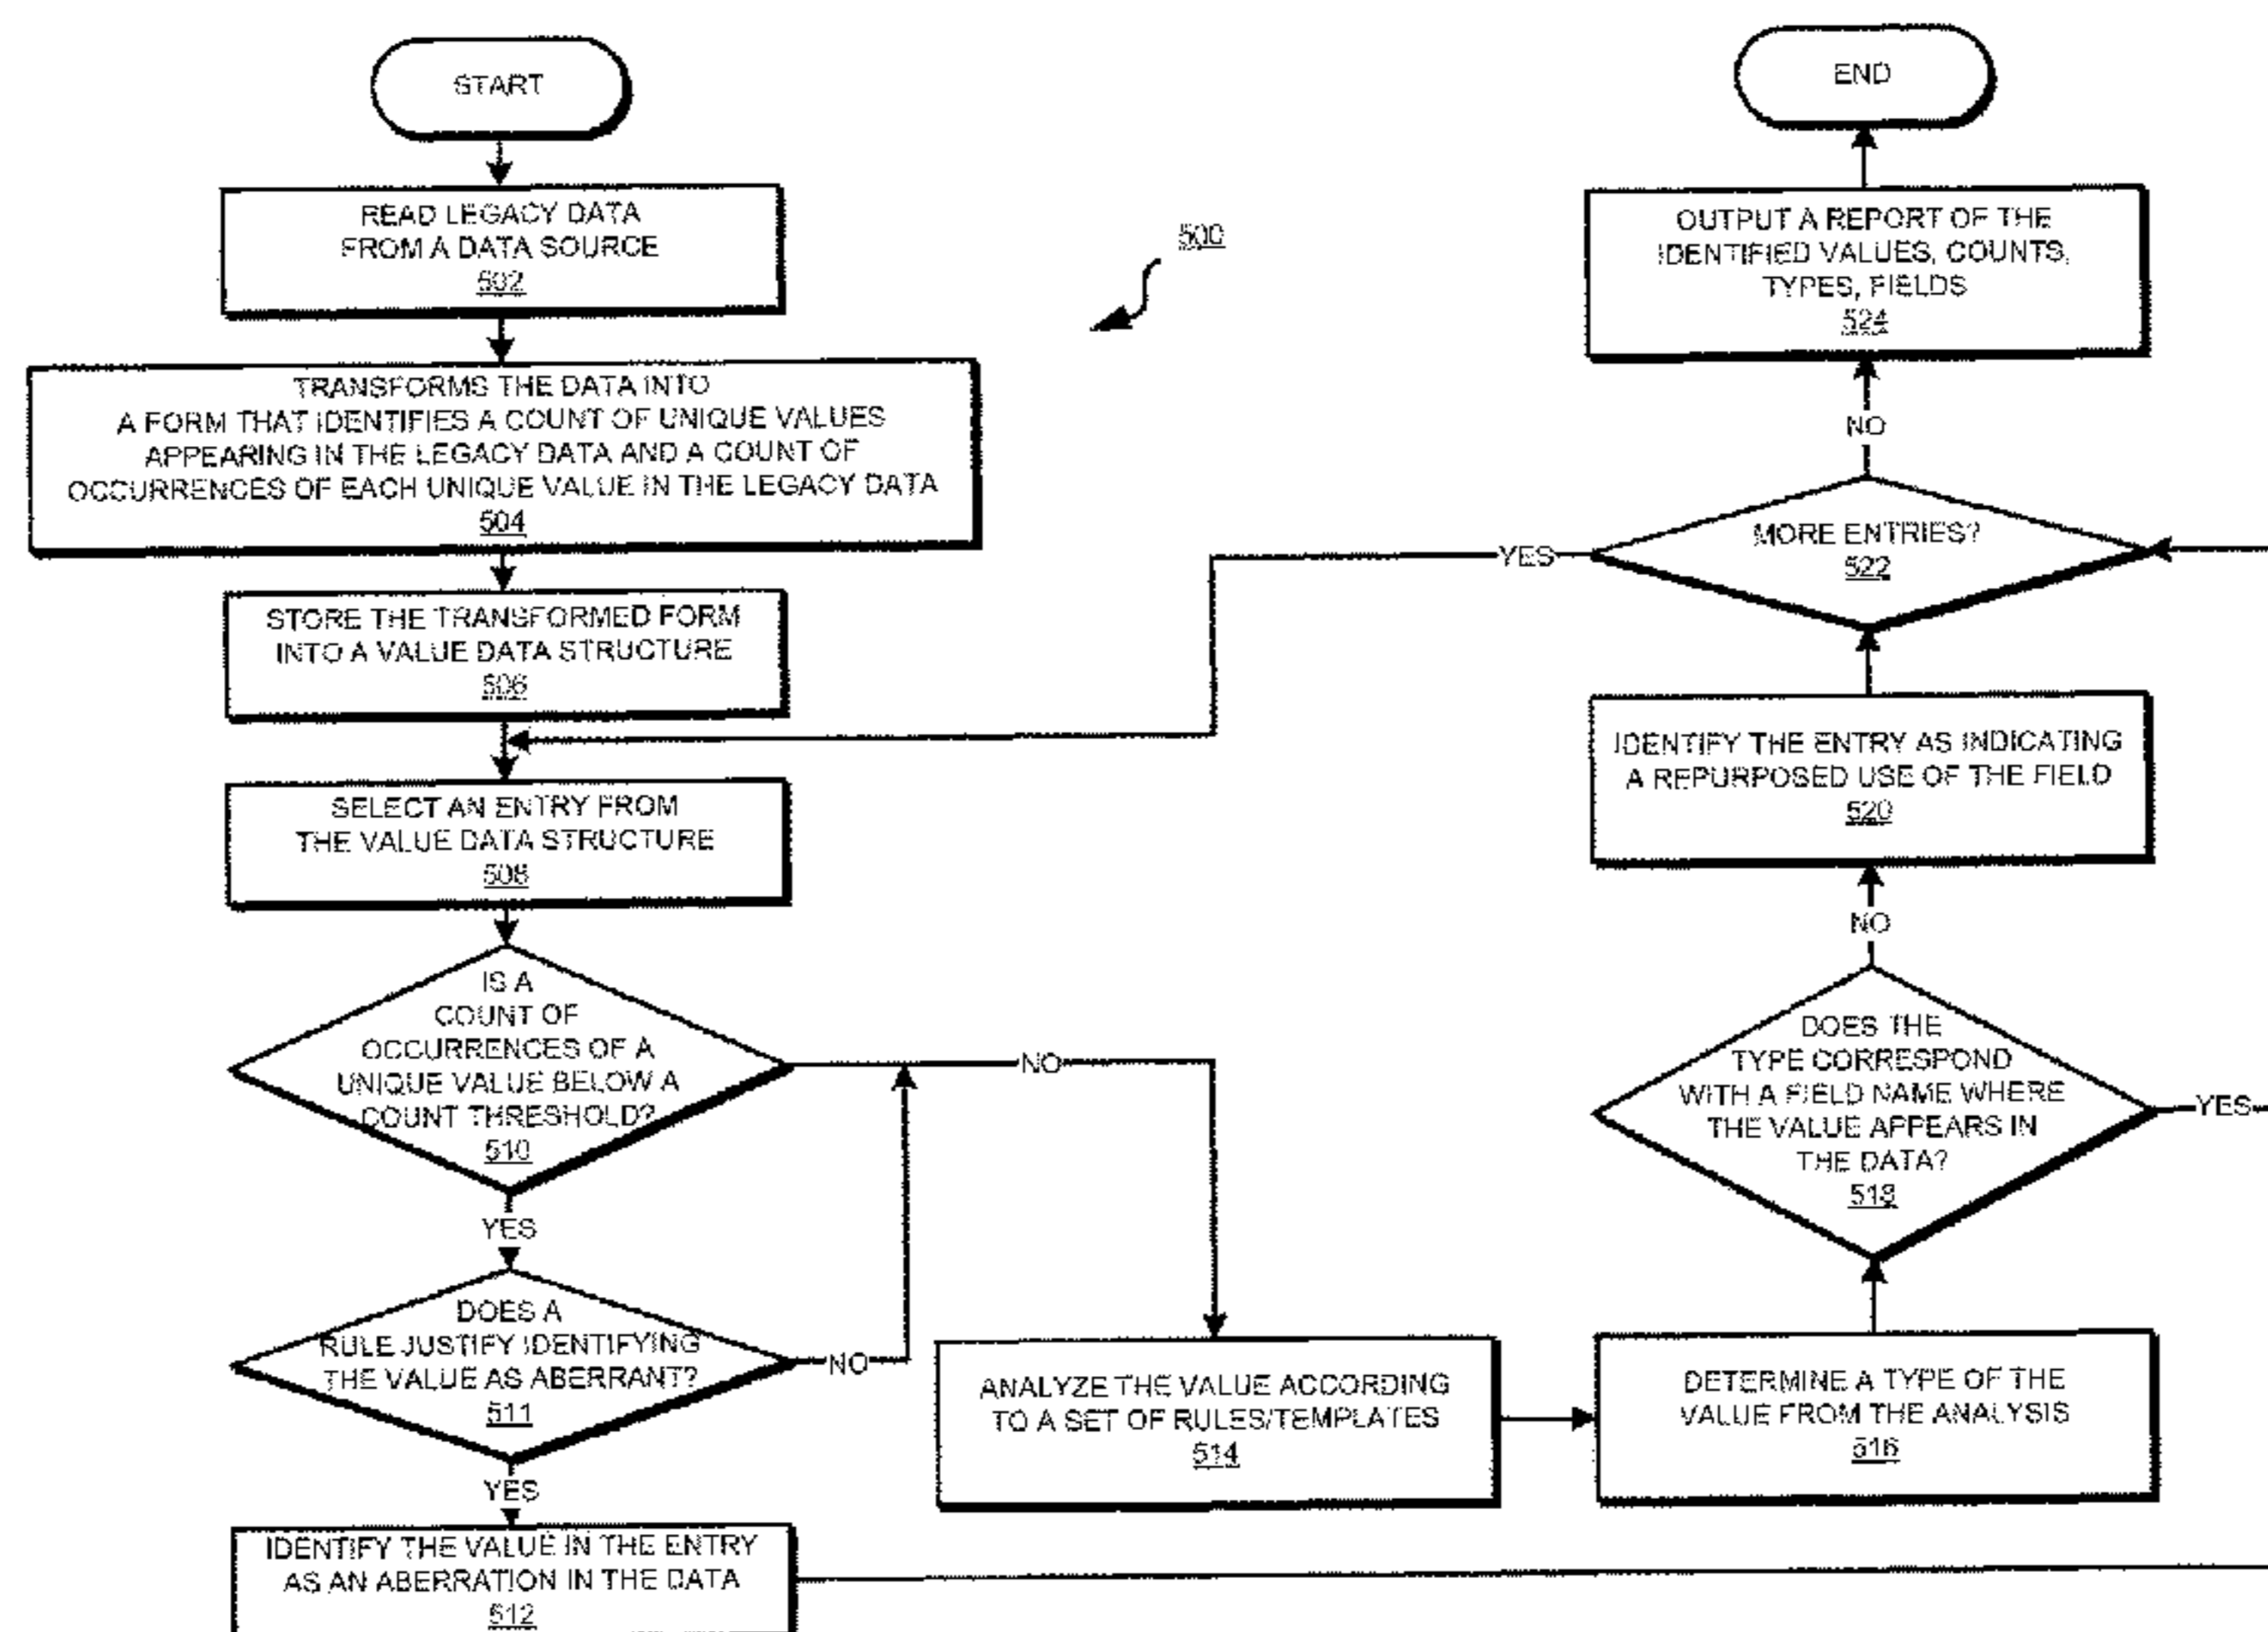 START
READ LEGACY DATA
FROM A DATA SOURCE
502
TRANSFORMS THE DATA INTO
A FORM THAT IDENTIFIES A COUNT OF UNIQUE VALUES
APPEARING IN THE LEGACY DATA AND A COUNT OF
OCCURRENCES OF EACH UNIQUE VALUE IN THE LEGACY DATA
504
STORE THE TRANSFORMED FORM
INTO A VALUE DATA STRUCTURE
506
SELECT AN ENTRY FROM
THE VALUE DATA STRUCTURE
508
IS A
COUNT OF
OCCURRENCES OF A
UNIQUE VALUE BELOW A
COUNT THRESHOLD?
510
NO
YES
DOES A
RULE JUSTIFY IDENTIFYING
THE VALUE AS ABERRANT?
511
NO
YES
IDENTIFY THE VALUE IN THE ENTRY
AS AN ABERRATION IN THE DATA
512
500
ANALYZE THE VALUE ACCORDING
TO A SET OF RULES/TEMPLATES
514
DETERMINE A TYPE OF THE
VALUE FROM THE ANALYSIS
516
DOES THE
TYPE CORRESPOND
WITH A FIELD NAME WHERE
THE VALUE APPEARS IN
THE DATA?
518
YES
NO
IDENTIFY THE ENTRY AS INDICATING
A REPURPOSED USE OF THE FIELD
520
MORE ENTRIES?
522
YES
NO
OUTPUT A REPORT OF THE
IDENTIFIED VALUES, COUNTS,
TYPES, FIELDS
524
END